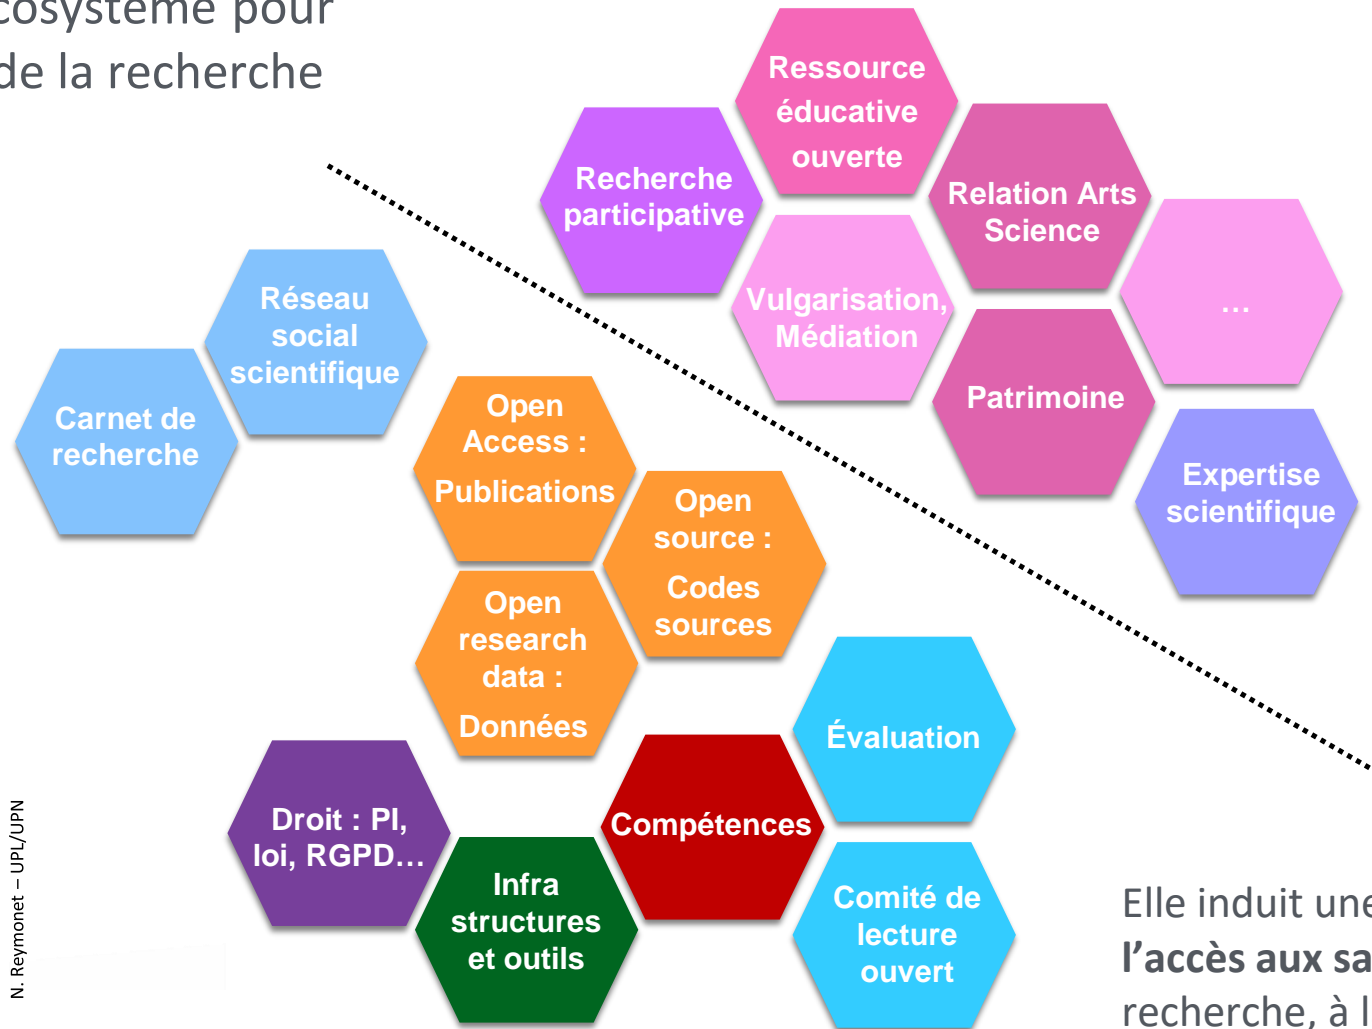 cosystème pour
de la recherche
Ressource
éducative
ouverte
Recherche
participative
Relation Arts
Science
Vulgarisation,
Médiation
…
Patrimoine
Expertise
scientifique
Réseau
social
scientifique
Carnet de
recherche
Open
Access :
Publications
Open
source :
Codes
sources
Open
research
data :
Données
Évaluation
Compétences
Droit : PI,
loi, RGPD…
Infra
structures
et outils
Comité de
lecture
ouvert
N. Reymonet – UPL/UPN
Elle induit une
l’accès aux sa
recherche, à l